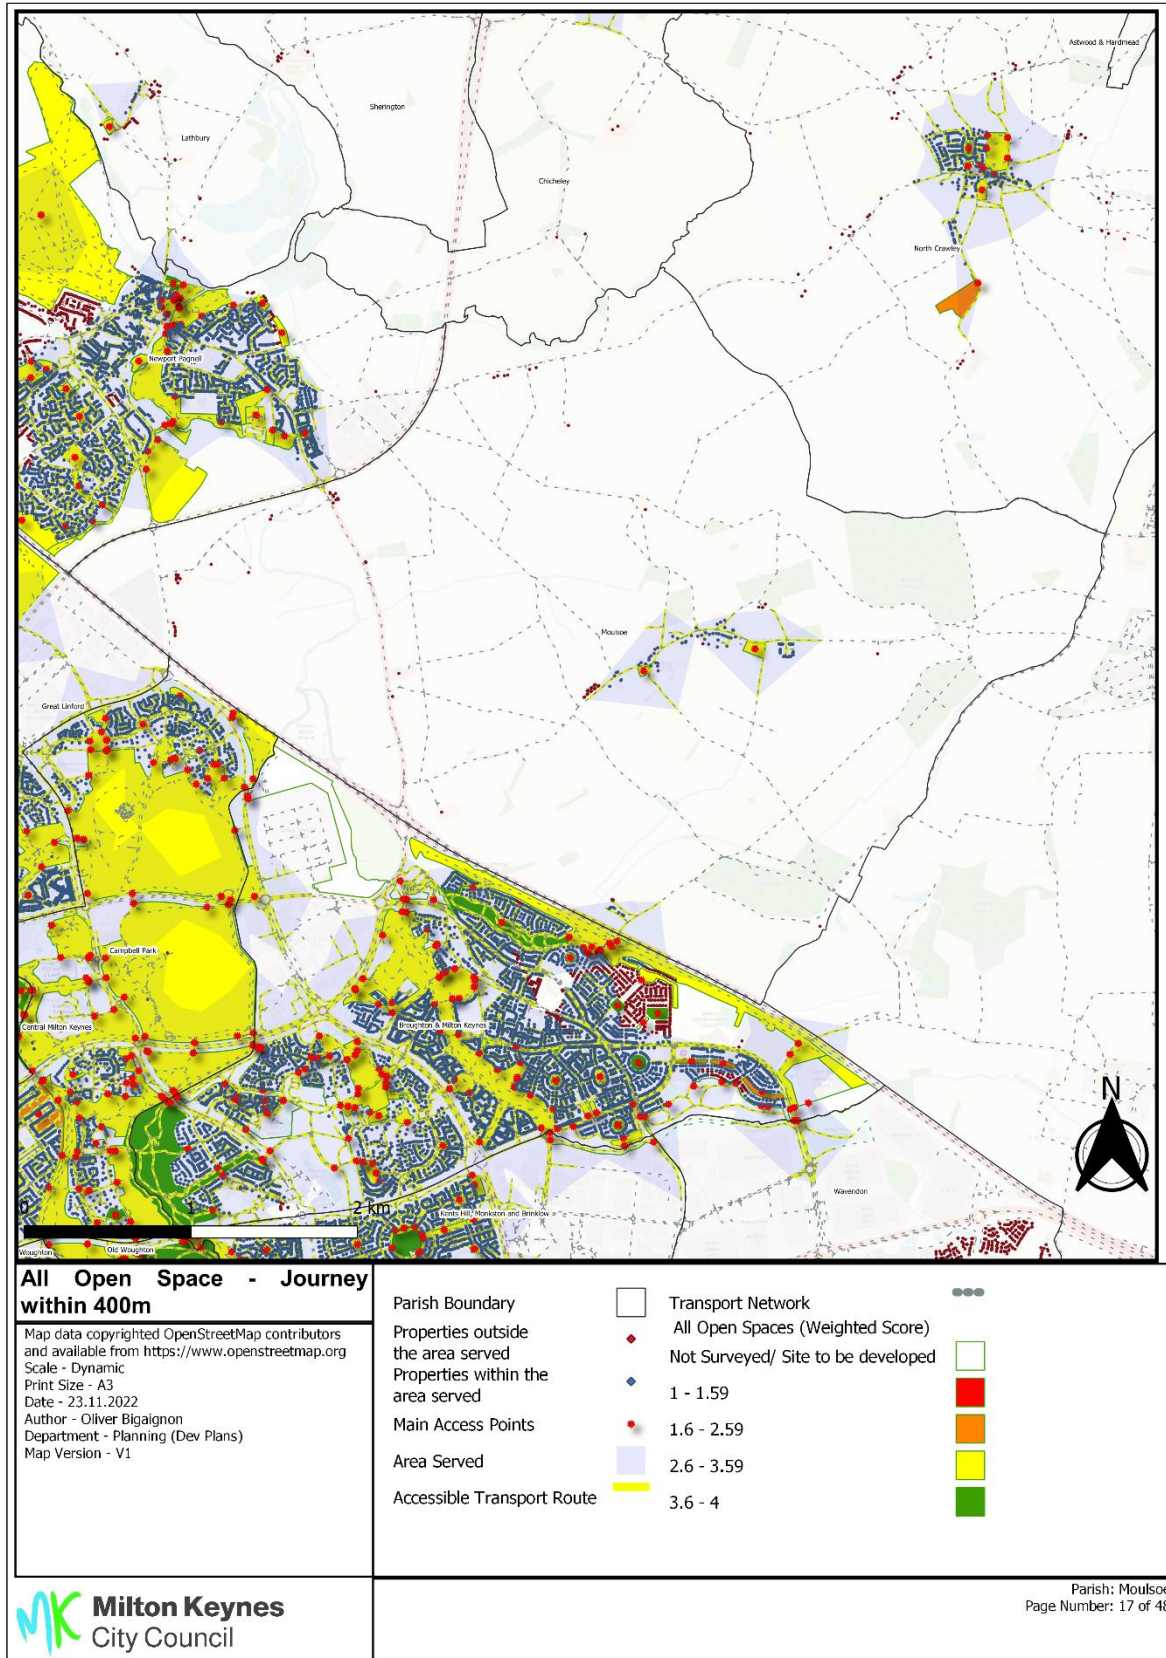 Astwood & Hardmead
Sherington
Lathbury
Chicheley
North Crawley
Newport Pagnell
Moulsoe
Great Linford
Campbell Park
Central Milton Keynes
Broughton & Milton Keynes
N
Wavendon
0 1 2 km
Kents Hill, Monkston and Brinklow
Woughton
Old Woughton
All Open Space - Journey
within 400m
Map data copyrighted OpenStreetMap contributors
and available from https://www.openstreetmap.org
Scale - Dynamic
Print Size - A3
Date - 23.11.2022
Author - Oliver Bigaignon
Department - Planning (Dev Plans)
Map Version - V1
Parish Boundary
Properties outside
the area served
Properties within the
area served
Main Access Points
Area Served
Accessible Transport Route
Transport Network
All Open Spaces (Weighted Score)
Not Surveyed/ Site to be developed
1 - 1.59
1.6 - 2.59
2.6 - 3.59
3.6 - 4
MK Milton Keynes
City Council
Parish: Moulsoe
Page Number: 17 of 48